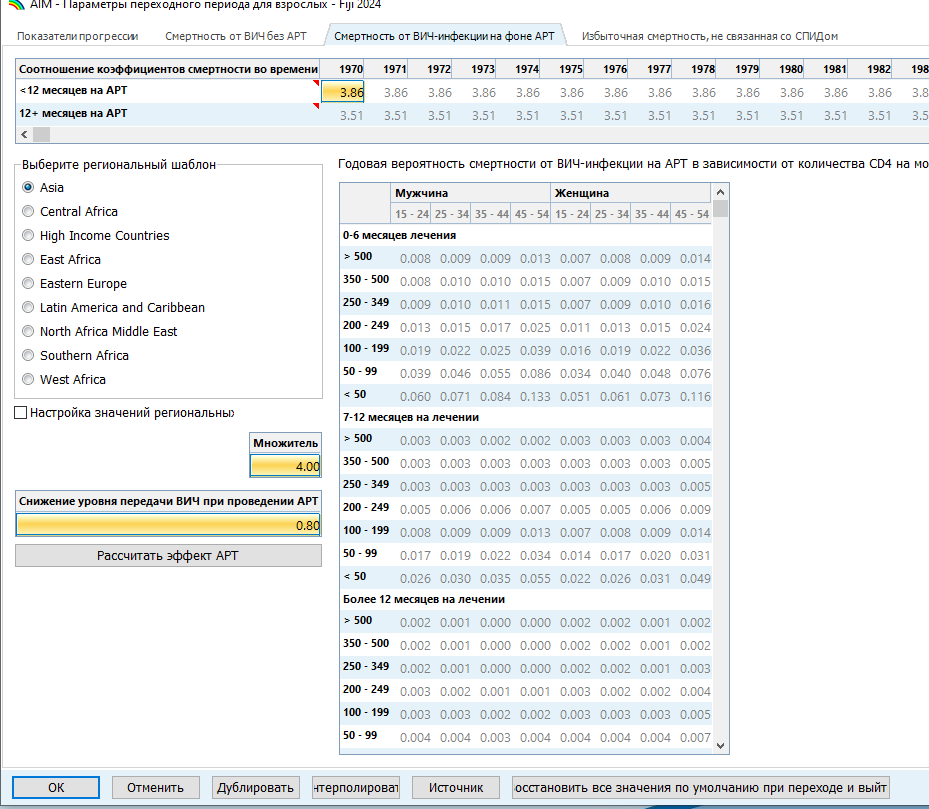 AIM - Параметры переходного периода для взрослых - Fiji 2024
Показатели прогрессии Смертность от ВИЧ без АРТ Смертность от ВИЧ-инфекции на фоне АРТ Избыточная смертность, не связанная со СПИДом
Соотношение коэффициентов смертности во времени 1970 1971 1972 1973 1974 1975 1976 1977 1978 1979 1980 1981 1982 198
<12 месяцев на АРТ 3.86 3.86 3.86 3.86 3.86 3.86 3.86 3.86 3.86 3.86 3.86 3.86 3.86 3.8
12+ месяцев на АРТ 3.51 3.51 3.51 3.51 3.51 3.51 3.51 3.51 3.51 3.51 3.51 3.51 3.51 3.5
Выберите региональный шаблон
Asia
Central Africa
High Income Countries
East Africa
Eastern Europe
Latin America and Caribbean
North Africa Middle East
Southern Africa
West Africa
Настройка значений региональны
Множитель
4.00
Снижение уровня передачи ВИЧ при проведении АРТ
0.80
Рассчитать эффект АРТ
Годовая вероятность смертности от ВИЧ-инфекции на АРТ в зависимости от количества CD4 на мо
Мужчина Женщина
15 - 24 25 - 34 35 - 44 45 - 54 15 - 24 25 - 34 35 - 44 45 - 54
0-6 месяцев лечения
> 500 0.008 0.009 0.009 0.013 0.007 0.008 0.009 0.014
350 - 500 0.008 0.010 0.010 0.015 0.007 0.009 0.010 0.015
250 - 349 0.009 0.010 0.011 0.015 0.007 0.009 0.010 0.016
200 - 249 0.013 0.015 0.017 0.025 0.011 0.013 0.015 0.024
100 - 199 0.019 0.022 0.025 0.039 0.016 0.019 0.022 0.036
50 - 99 0.039 0.046 0.055 0.086 0.034 0.040 0.048 0.076
< 50 0.060 0.071 0.084 0.133 0.051 0.061 0.073 0.116
7-12 месяцев на лечении
> 500 0.003 0.003 0.002 0.002 0.003 0.003 0.003 0.004
350 - 500 0.003 0.003 0.003 0.003 0.003 0.003 0.003 0.005
250 - 349 0.003 0.003 0.003 0.003 0.003 0.003 0.003 0.005
200 - 249 0.005 0.006 0.006 0.007 0.005 0.005 0.006 0.009
100 - 199 0.008 0.009 0.009 0.013 0.007 0.008 0.009 0.014
50 - 99 0.017 0.019 0.022 0.034 0.014 0.017 0.020 0.031
< 50 0.026 0.030 0.035 0.055 0.022 0.026 0.031 0.049
Более 12 месяцев на лечении
> 500 0.002 0.001 0.000 0.000 0.002 0.002 0.001 0.002
350 - 500 0.002 0.001 0.000 0.000 0.002 0.002 0.001 0.002
250 - 349 0.002 0.001 0.000 0.000 0.002 0.002 0.001 0.003
200 - 249 0.003 0.002 0.001 0.001 0.003 0.002 0.002 0.004
100 - 199 0.003 0.003 0.002 0.002 0.003 0.003 0.003 0.005
50 - 99 0.004 0.004 0.003 0.004 0.004 0.004 0.004 0.007
OK Отменить Дублировать нтерполироват Источник осстановить все значения по умолчанию при переходе и выйт